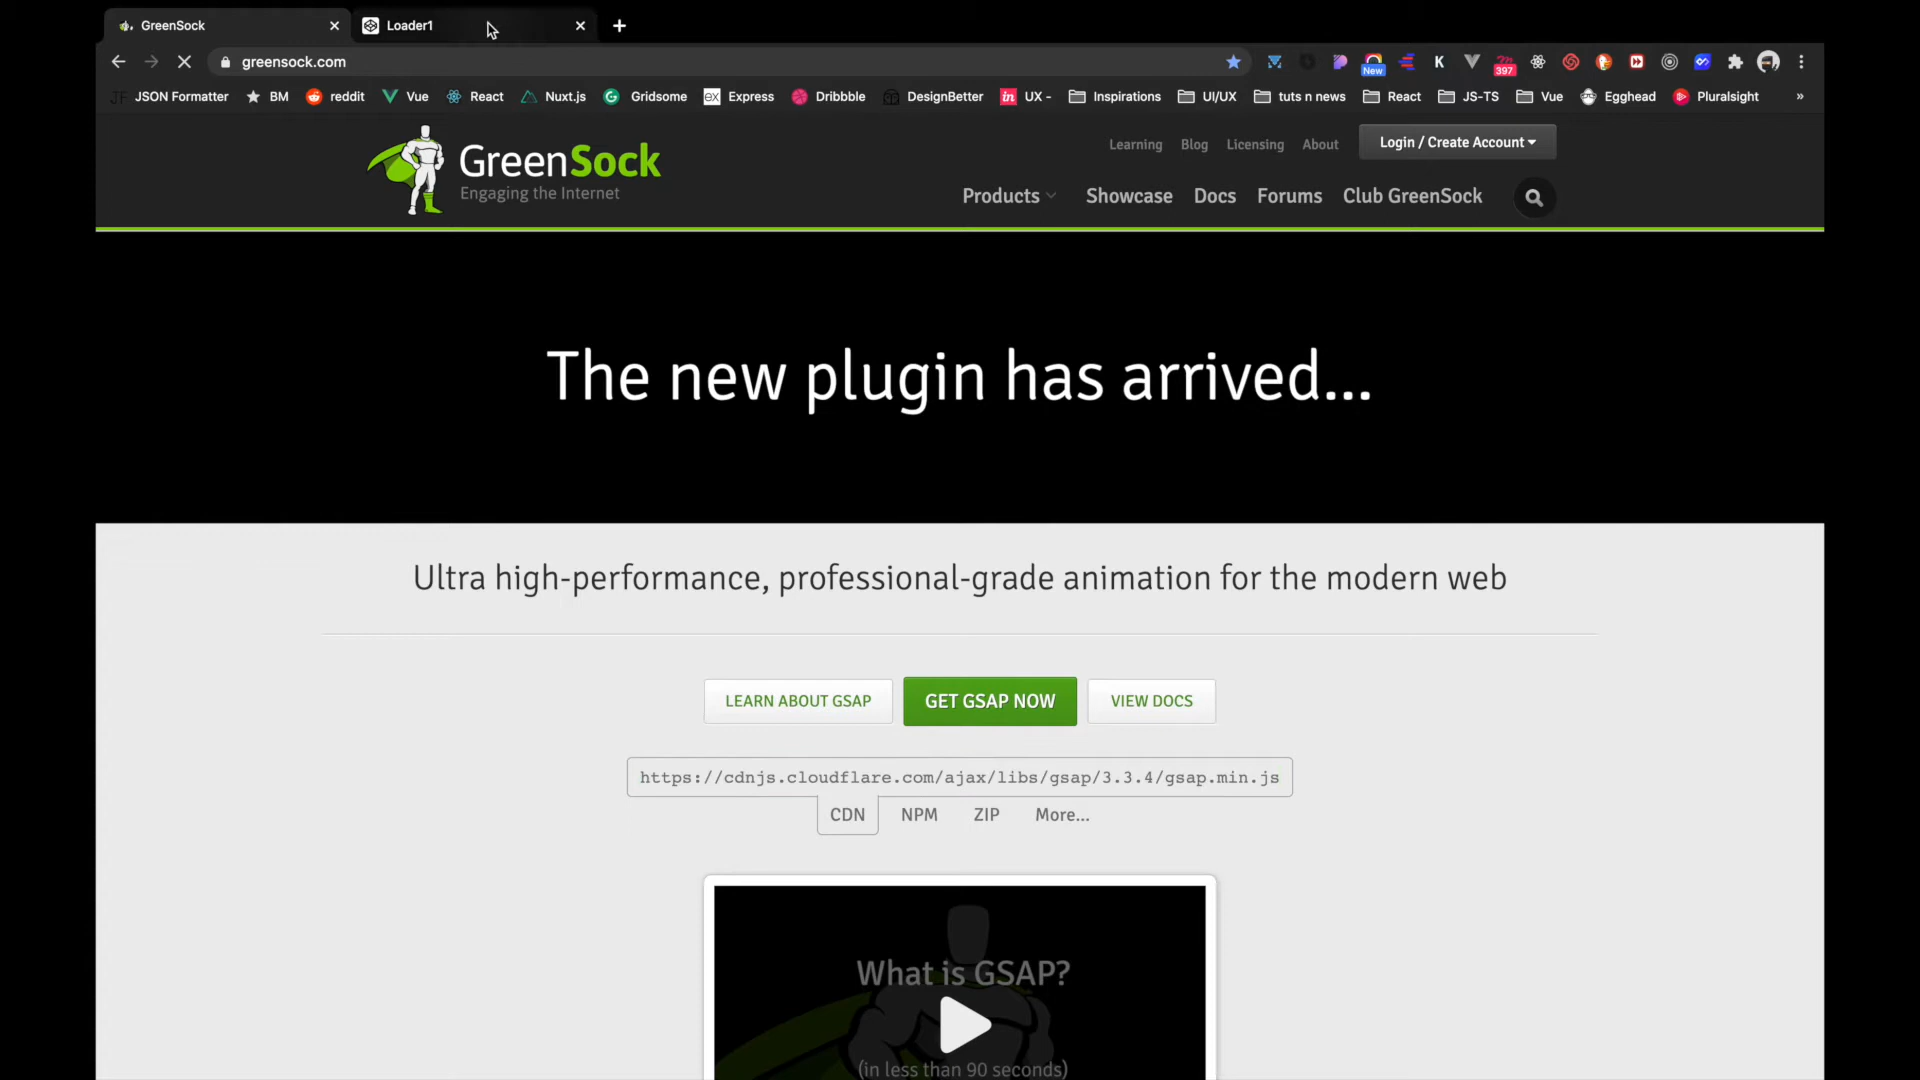 GreenSock
Loader1
greensock.com
New
K
397
JF JSON Formatter BM reddit Vue React Nuxt.js Gridsome ex Express Dribbble DesignBetter in UX - Inspirations UI/UX tuts n news React JS-TS Vue Egghead Pluralsight »
GreenSock
Engaging the Internet
Learning Blog Licensing About Login / Create Account
Products Showcase Docs Forums Club GreenSock
The new plugin has arrived...
Ultra high-performance, professional-grade animation for the modern web
LEARN ABOUT GSAP GET GSAP NOW VIEW DOCS
https://cdnjs.cloudflare.com/ajax/libs/gsap/3.3.4/gsap.min.js
CDN NPM ZIP More...
What is GSAP?
(in less than 90 seconds)